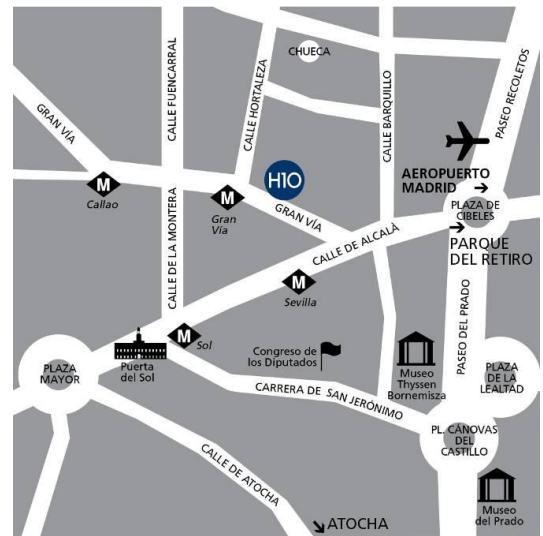 CHUECA
CALLE FUENCARRAL
CALLE HORTALEZA
CALLE BARQUILLO
PASEO RECOLETOS
GRAN VÍA
AEROPUERTO
MADRID
H10
M
Callao
M
Gran
Vía
GRAN VÍA
PLAZA DE
CIBELES
PARQUE
DEL RETIRO
CALLE DE LA MONTERA
CALLE DE ALCALÀ
M
Sevilla
PASEO DEL PRADO
M
Sol
Puerta
del Sol
PLAZA
MAYOR
Congreso de
los Diputados
Museo
Thyssen
Bornemisza
PLAZA
DE LA
LEALTAD
CARRERA DE SAN JERÓNIMO
PL. CÁNOVAS
DEL
CASTILLO
CALLE DE ATOCHA
ATOCHA
Museo
del Prado